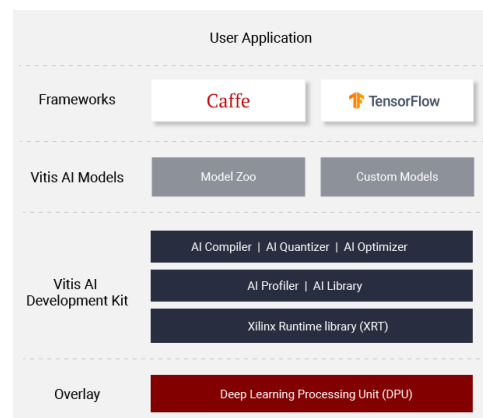 User Application
Frameworks
Caffe
TensorFlow
Vitis AI Models
Model Zoo
Custom Models
Vitis AI
Development Kit
AI Compiler | AI Quantizer | AI Optimizer
AI Profiler | AI Library
Xilinx Runtime library (XRT)
Overlay
Deep Learning Processing Unit (DPU)